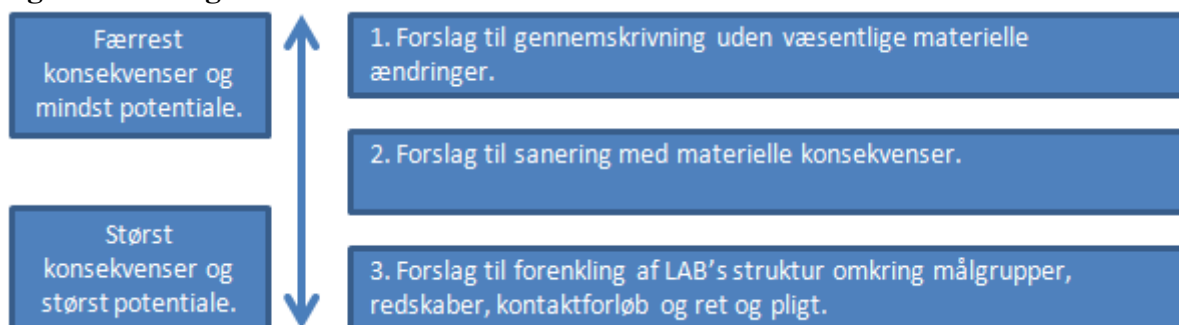 Færrest
konsekvenser og
mindst potentiale.
1. Forslag til gennemskrivning uden væsentlige materielle
ændringer.
2. Forslag til sanering med materielle konsekvenser.
Størst
konsekvenser og
størst potentiale.
3. Forslag til forenkling af LAB's struktur omkring målgrupper,
redskaber, kontaktforløb og ret og pligt.